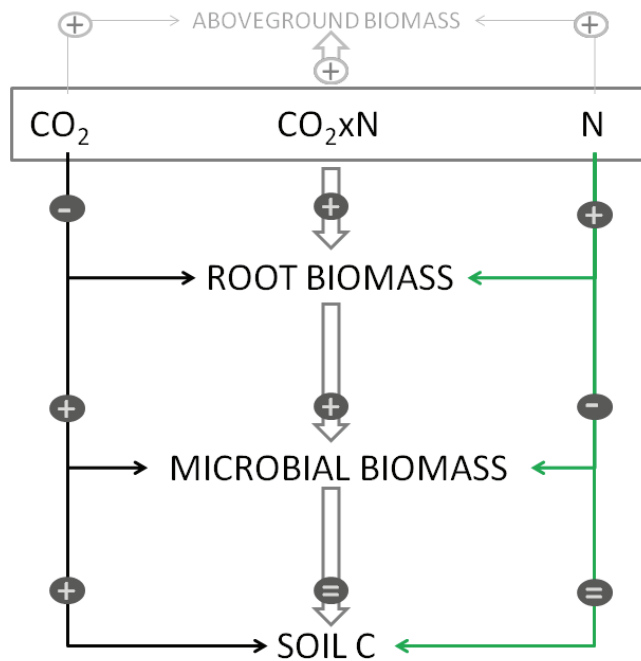 + ABOVEGROUND BIOMASS +
+
CO₂ CO₂xN N
- + +
ROOT BIOMASS
+ + -
MICROBIAL BIOMASS
+ = =
SOIL C